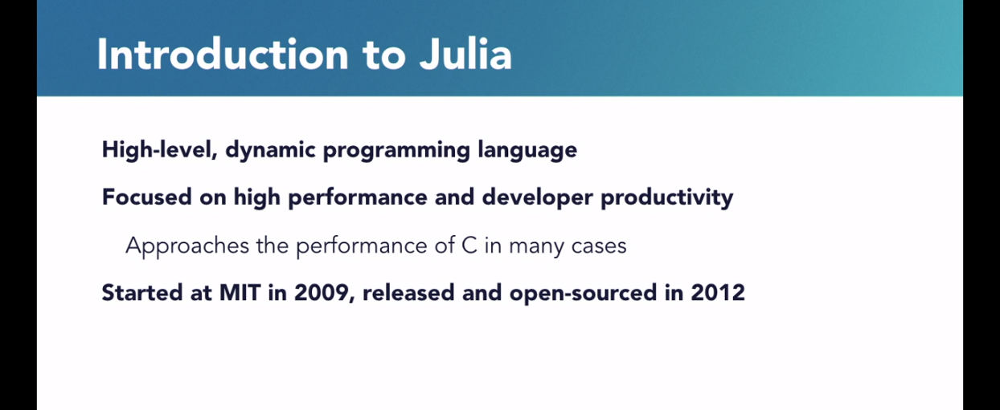 Introduction to Julia
High-level, dynamic programming language
Focused on high performance and developer productivity
Approaches the performance of C in many cases
Started at MIT in 2009, released and open-sourced in 2012